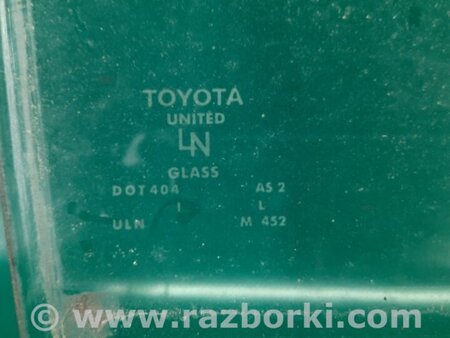 TOYOTA
UNITED
LN
GLASS
DOT 404 AS 2
I L
ULN M 452
www.razborki.com